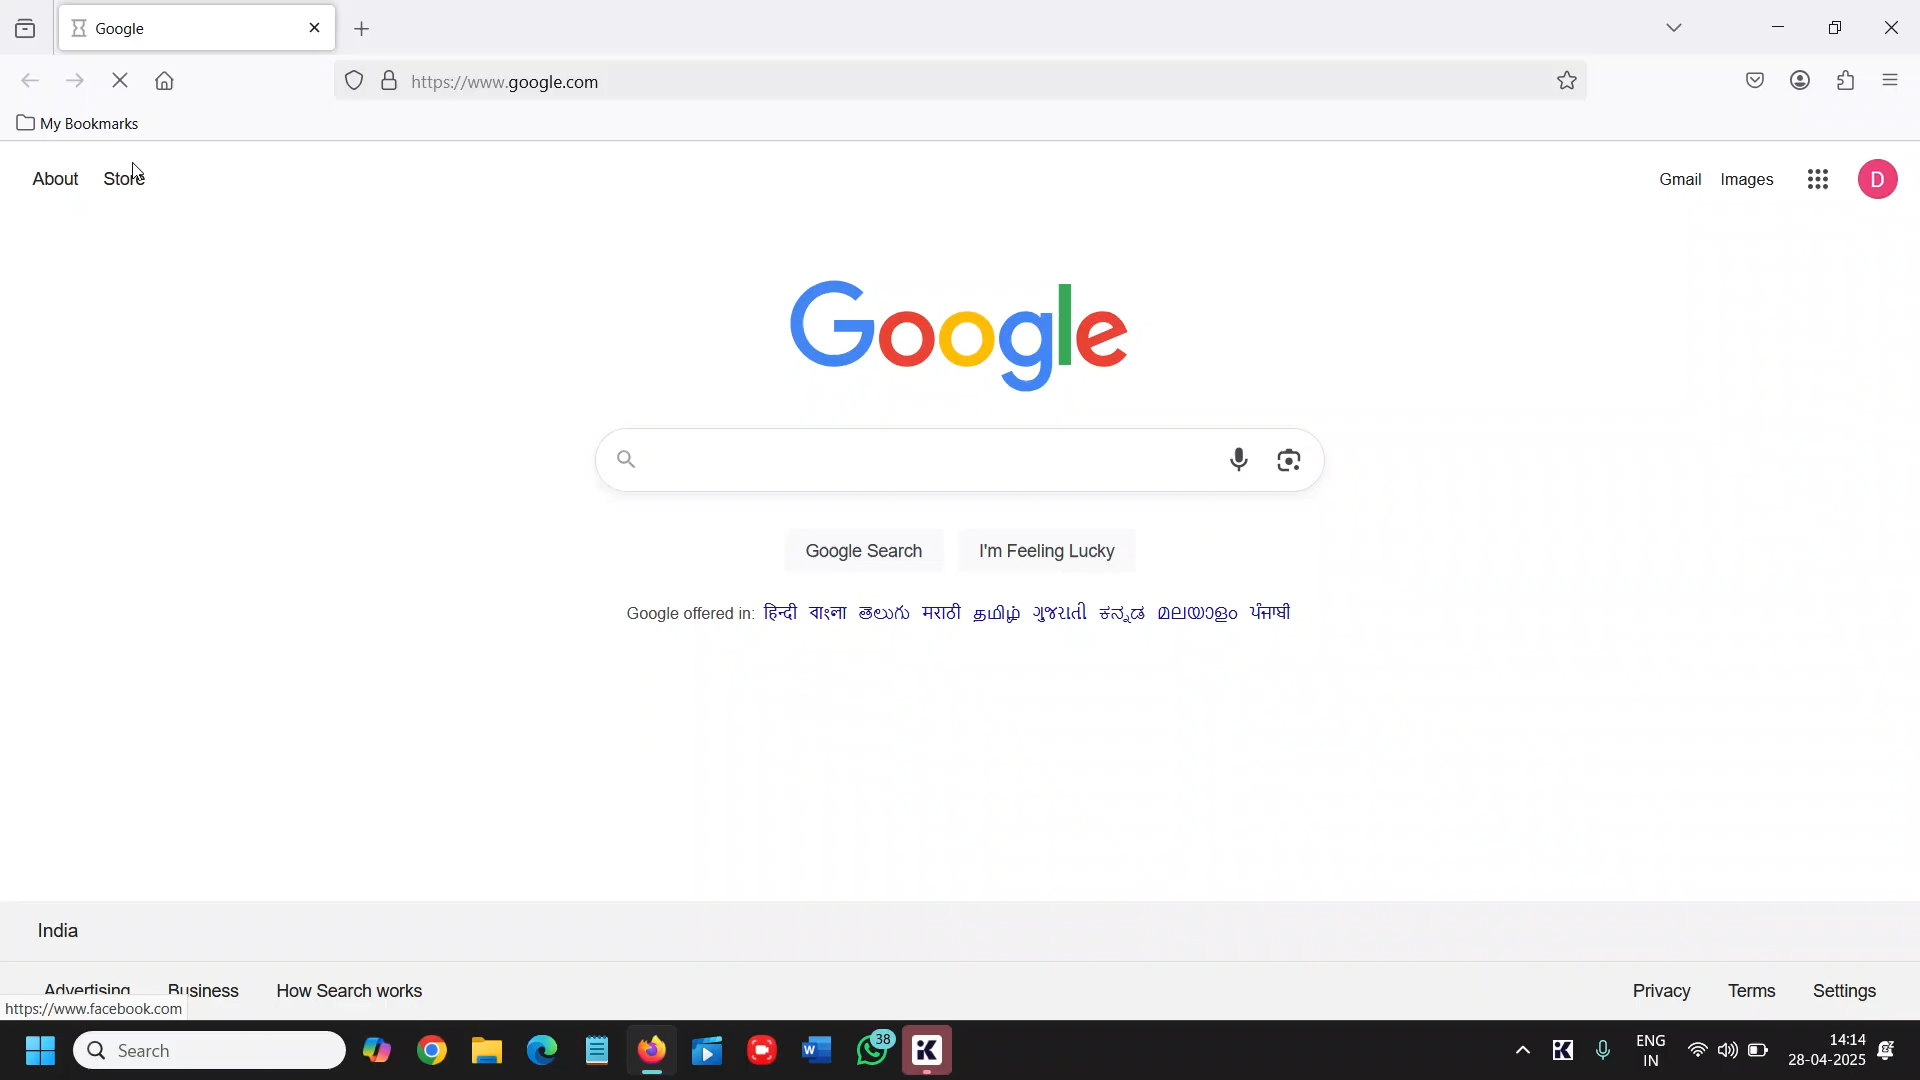 Google
https://www.google.com
My Bookmarks
About Store
Gmail Images D
Google
Google Search I'm Feeling Lucky
Google offered in: हिन्दी বাংলা తెలుగు मराठी தமிழ் ગુજરાતી ಕನ್ನಡ മലയാളം ਪੰਜਾਬੀ
India
Advertising Business How Search works
Privacy Terms Settings
https://www.facebook.com
Search
W
38
K
K
ENG
IN
14:14
28-04-2025